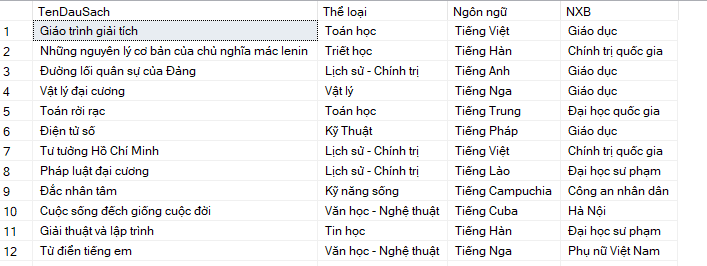 TenDauSach Thể loại Ngôn ngữ NXB
1 Giáo trình giải tích Toán học Tiếng Việt Giáo dục
2 Những nguyên lý cơ bản của chủ nghĩa mác lenin Triết học Tiếng Hàn Chính trị quốc gia
3 Đường lối quân sự của Đảng Lịch sử - Chính trị Tiếng Anh Giáo dục
4 Vật lý đại cương Vật lý Tiếng Nga Giáo dục
5 Toán rời rạc Toán học Tiếng Trung Đại học quốc gia
6 Điện tử số Kỹ Thuật Tiếng Pháp Giáo dục
7 Tư tưởng Hồ Chí Minh Lịch sử - Chính trị Tiếng Việt Chính trị quốc gia
8 Pháp luật đại cương Lịch sử - Chính trị Tiếng Lào Đại học sư phạm
9 Đắc nhân tâm Kỹ năng sống Tiếng Campuchia Công an nhân dân
10 Cuộc sống đếch giống cuộc đời Văn học - Nghệ thuật Tiếng Cuba Hà Nội
11 Giải thuật và lập trình Tin học Tiếng Hàn Đại học sư phạm
12 Từ điển tiếng em Văn học - Nghệ thuật Tiếng Nga Phụ nữ Việt Nam